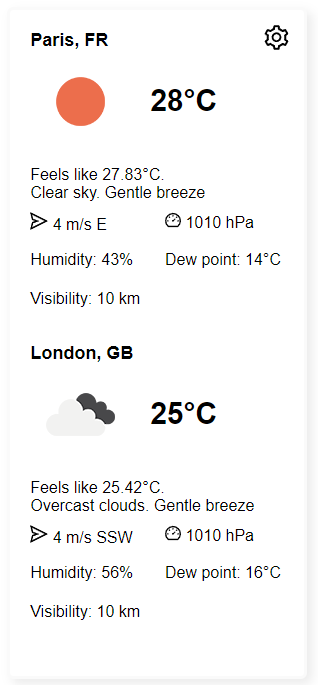 Paris, FR
28°C
Feels like 27.83°C.
Clear sky. Gentle breeze
4 m/s E 1010 hPa
Humidity: 43% Dew point: 14°C
Visibility: 10 km
London, GB
25°C
Feels like 25.42°C.
Overcast clouds. Gentle breeze
4 m/s SSW 1010 hPa
Humidity: 56% Dew point: 16°C
Visibility: 10 km